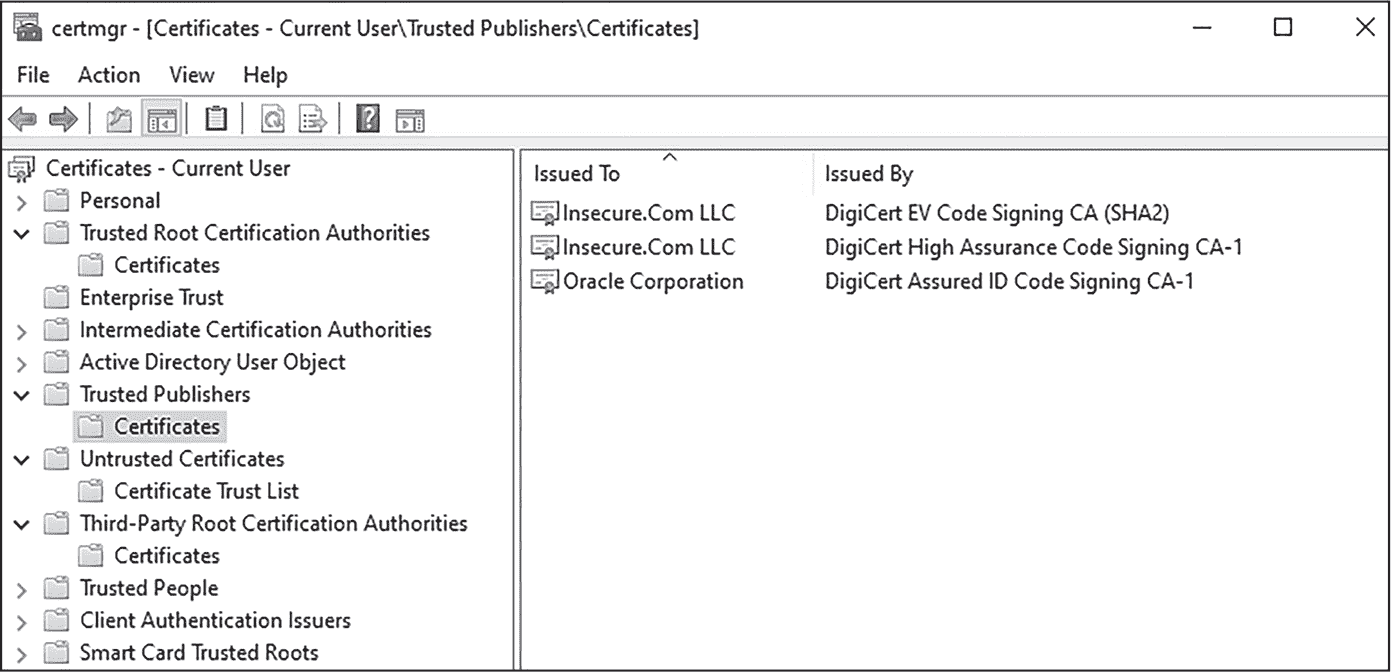 certmgr - [Certificates - Current User\Trusted Publishers\Certificates]
File Action View Help
Certificates - Current User
Personal
Trusted Root Certification Authorities
Certificates
Enterprise Trust
Intermediate Certification Authorities
Active Directory User Object
Trusted Publishers
Certificates
Untrusted Certificates
Certificate Trust List
Third-Party Root Certification Authorities
Certificates
Trusted People
Client Authentication Issuers
Smart Card Trusted Roots
Issued To Issued By
Insecure.Com LLC DigiCert EV Code Signing CA (SHA2)
Insecure.Com LLC DigiCert High Assurance Code Signing CA-1
Oracle Corporation DigiCert Assured ID Code Signing CA-1